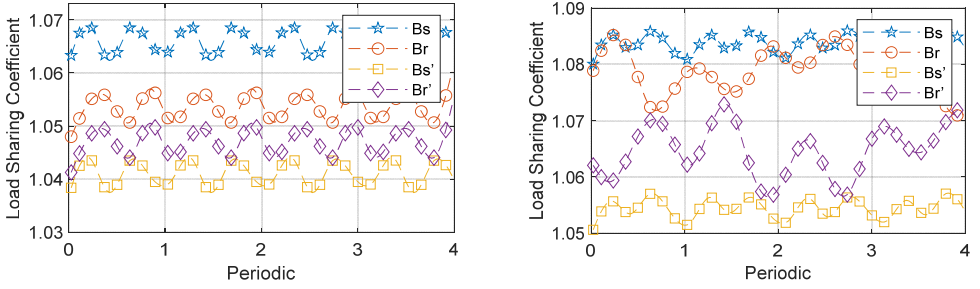 Load Sharing Coefficient
1.07
1.06
1.05
1.04
1.03
0
1
2
3
4
Periodic
Bs
Br
Bs'
Br'
Load Sharing Coefficient
1.09
1.08
1.07
1.06
1.05
0
1
2
3
4
Periodic
Bs
Br
Bs'
Br'